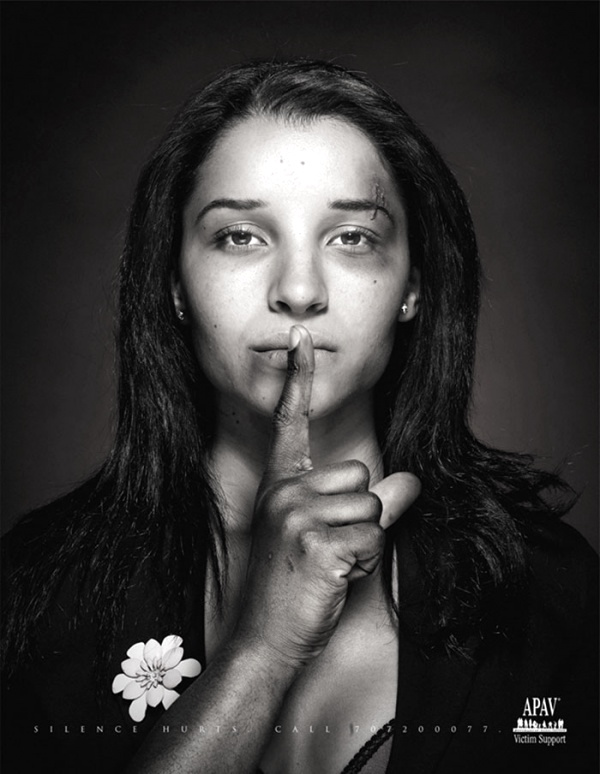 SILENCE HURTS. CALL 707200077.
APAV®
Victim Support